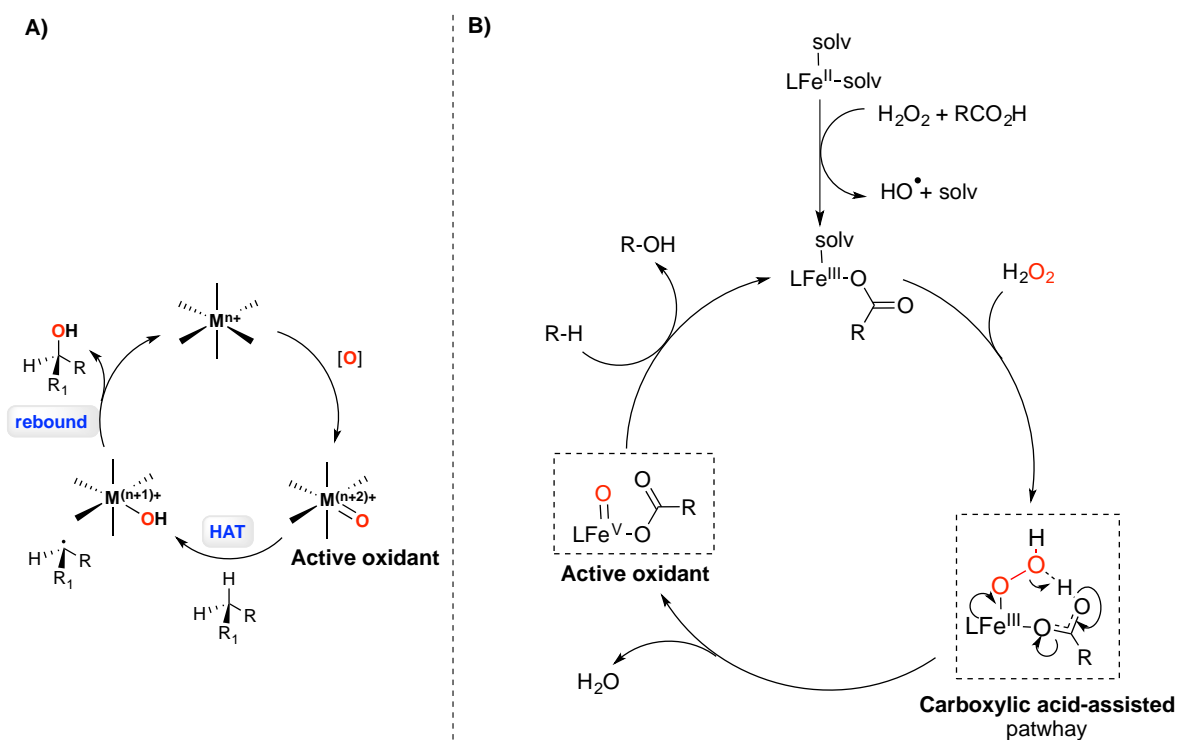 A)
Mn+
[O]
OH
H
R
R1
rebound
M(n+1)+
OH
HAT
M(n+2)+
O
Active oxidant
H
R
R1
H
H
R
R1
B)
solv
LFeII-solv
H2O2 + RCO2H
HO•+ solv
solv
LFeIII-O
O
R
R-OH
R-H
H2O2
O
O
R
LFeV-O
Active oxidant
H
O
O
H
O
LFeIII
O
R
H2O
Carboxylic acid-assisted
patwhay